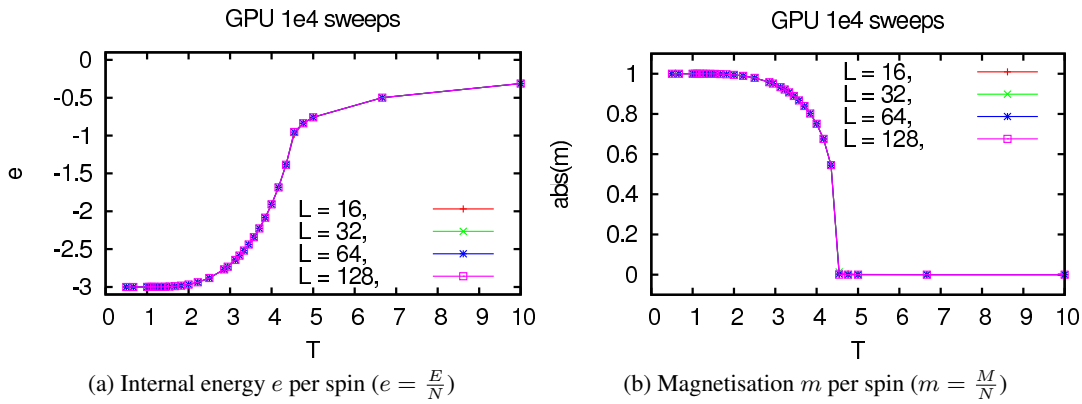 GPU 1e4 sweeps
0
-0.5
-1
-1.5
-2
-2.5
-3
e
L = 16,
L = 32,
L = 64,
L = 128,
0 1 2 3 4 5 6 7 8 9 10
T
(a) Internal energy e per spin (e = E/N)
GPU 1e4 sweeps
1
0.8
0.6
0.4
0.2
0
abs(m)
L = 16,
L = 32,
L = 64,
L = 128,
0 1 2 3 4 5 6 7 8 9 10
T
(b) Magnetisation m per spin (m = M/N)